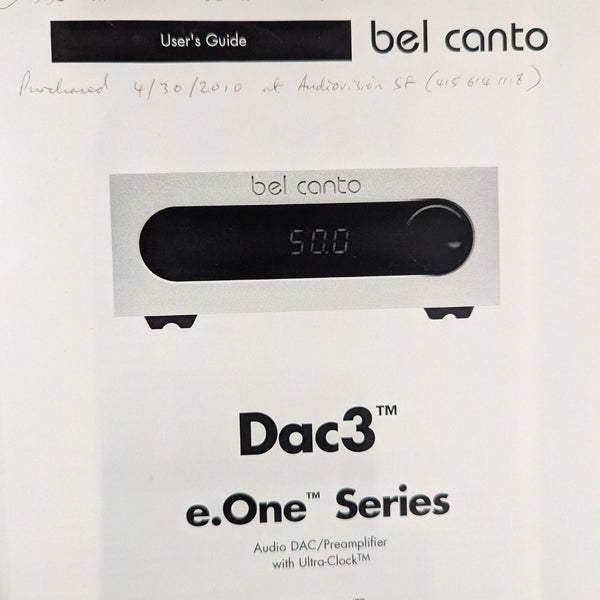 User's Guide bel canto
Purchased 4/30/2010 at Audiovision SF (415 614 1118)
bel canto
50.0
Dac3™
e.One™ Series
Audio DAC/Preamplifier
with Ultra-Clock™